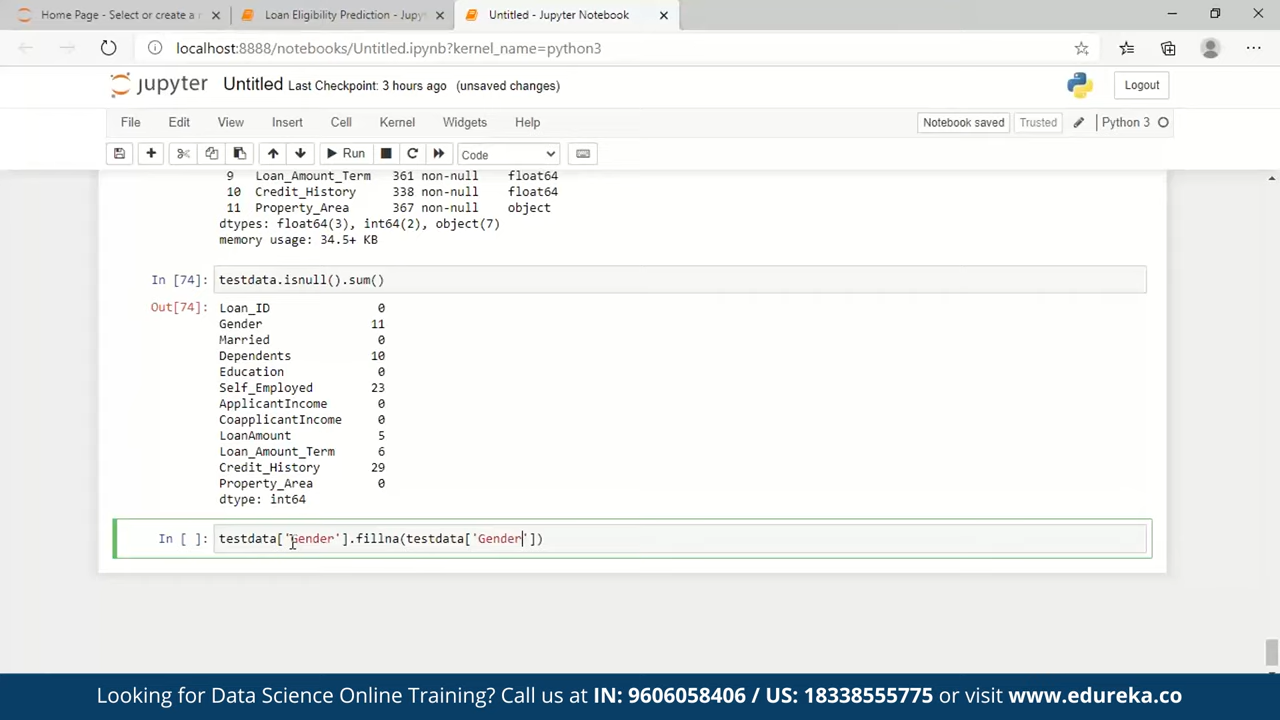 Home Page - Select or create a n
Loan Eligibility Prediction - Jupyt
Untitled - Jupyter Notebook
localhost:8888/notebooks/Untitled.ipynb?kernel_name=python3
jupyter Untitled Last Checkpoint: 3 hours ago (unsaved changes)
Logout
File Edit View Insert Cell Kernel Widgets Help
Notebook saved Trusted Python 3
Run Code
9 Loan_Amount_Term 361 non-null float64
10 Credit_History 338 non-null float64
11 Property_Area 367 non-null object
dtypes: float64(3), int64(2), object(7)
memory usage: 34.5+ KB
In [74]: testdata.isnull().sum()
Out[74]: Loan_ID 0
Gender 11
Married 0
Dependents 10
Education 0
Self_Employed 23
ApplicantIncome 0
CoapplicantIncome 0
LoanAmount 5
Loan_Amount_Term 6
Credit_History 29
Property_Area 0
dtype: int64
In [ ]: testdata['Gender'].fillna(testdata['Gender'])
Looking for Data Science Online Training? Call us at IN: 9606058406 / US: 18338555775 or visit www.edureka.co